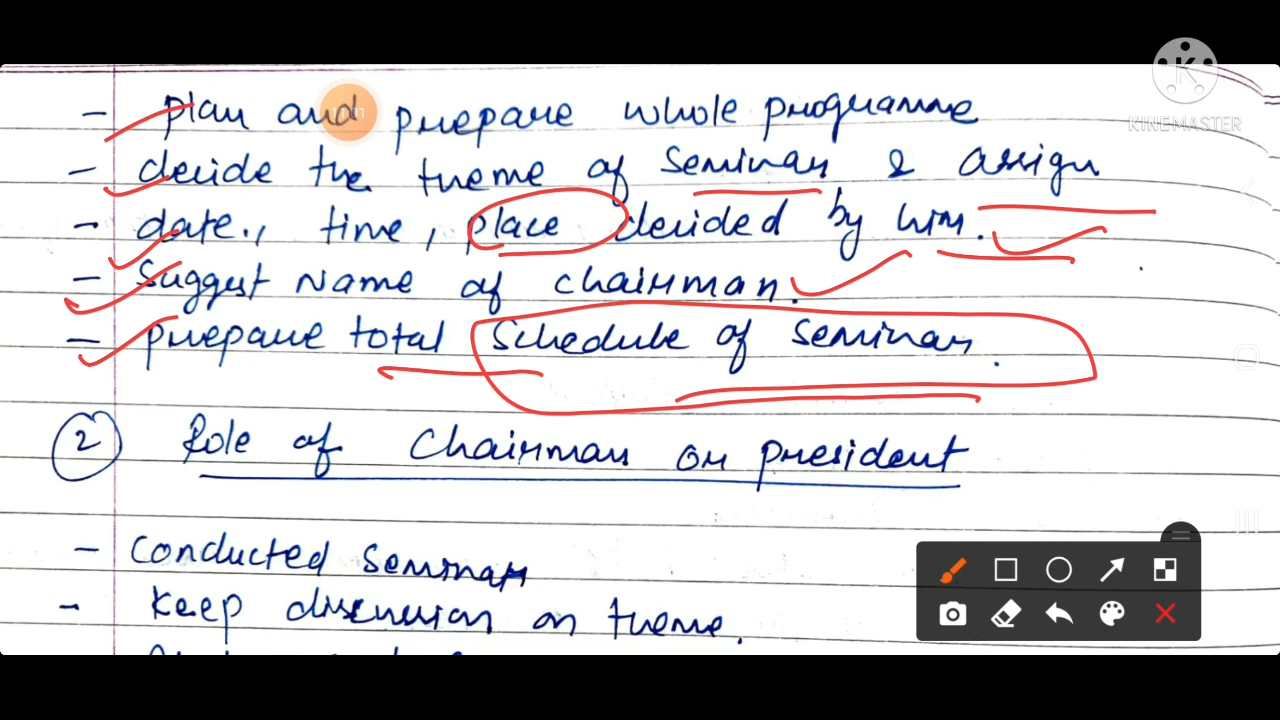 - plan and prepare whole programme
KINEMASTER
- decide the theme of seminar & assign
- date, time, place decided by him.
- Suggest Name of chairman.
- prepare total Schedule of seminar.
2 Role of Chairman or president
- Conducted seminar
- Keep discussion on theme.